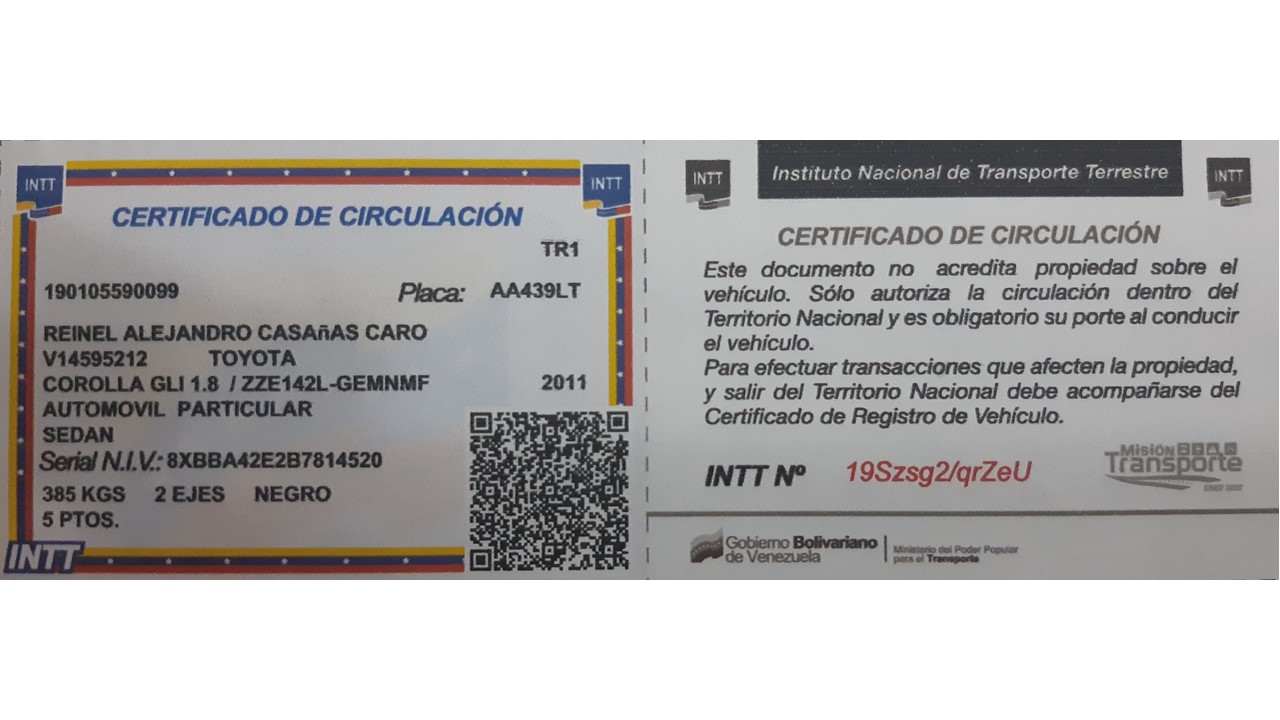 INTT
INTT
CERTIFICADO DE CIRCULACIÓN
TR1
190105590099 Placa: AA439LT
REINEL ALEJANDRO CASAñAS CARO
V14595212 TOYOTA
COROLLA GLI 1.8 / ZZE142L-GEMNMF 2011
AUTOMOVIL PARTICULAR
SEDAN
Serial N.I.V.: 8XBBA42E2B7814520
385 KGS 2 EJES NEGRO
5 PTOS.
INTT
INTT
Instituto Nacional de Transporte Terrestre
INTT
CERTIFICADO DE CIRCULACIÓN
Este documento no acredita propiedad sobre el
vehículo. Sólo autoriza la circulación dentro del
Territorio Nacional y es obligatorio su porte al conducir
el vehículo.
Para efectuar transacciones que afecten la propiedad,
y salir del Territorio Nacional debe acompañarse del
Certificado de Registro de Vehículo.
INTT Nº 19Szsg2/qrZeU
Misión
Transporte
Gobierno Bolivariano
de Venezuela
Ministerio del Poder Popular
para el Transporte